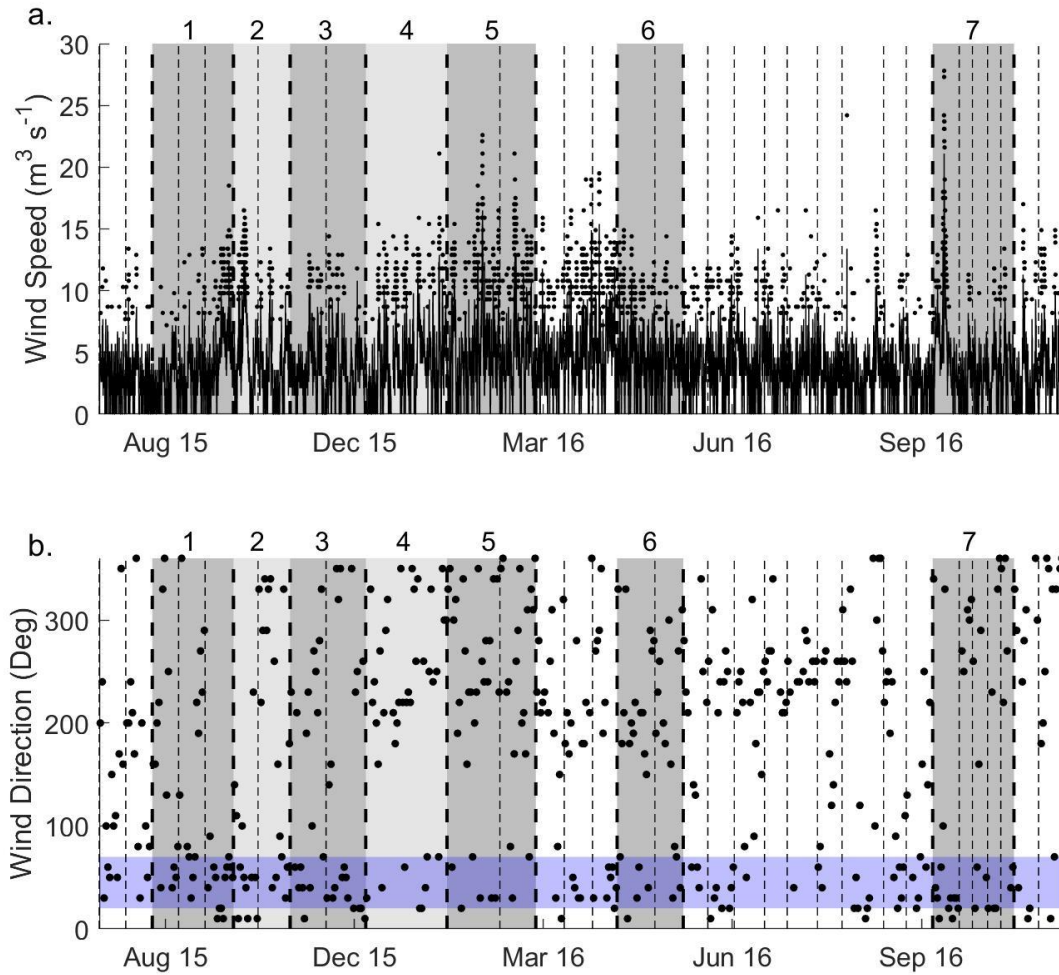 a.
1 2 3 4 5 6 7
30
25
20
15
10
5
0
Wind Speed (m³ s⁻¹)
Aug 15 Dec 15 Mar 16 Jun 16 Sep 16
b.
1 2 3 4 5 6 7
300
200
100
0
Wind Direction (Deg)
Aug 15 Dec 15 Mar 16 Jun 16 Sep 16